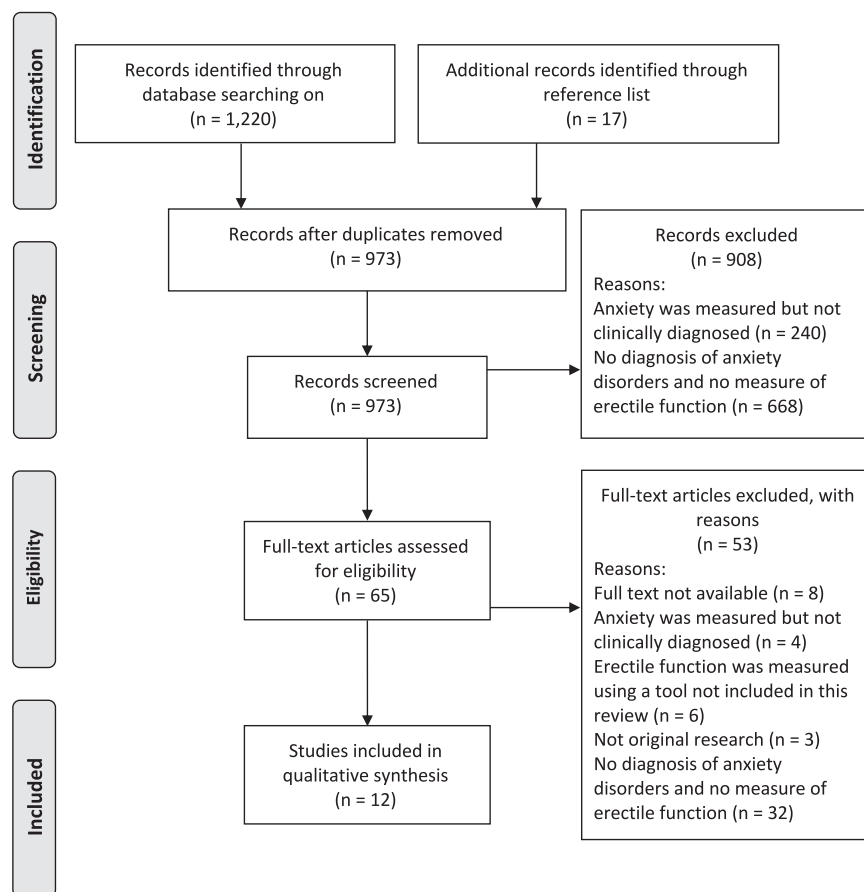 Identification
Records identified through
database searching on
(n = 1,220)
Additional records identified through
reference list
(n = 17)
Records after duplicates removed
(n = 973)
Screening
Records screened
(n = 973)
Records excluded
(n = 908)
Reasons:
Anxiety was measured but not
clinically diagnosed (n = 240)
No diagnosis of anxiety
disorders and no measure of
erectile function (n = 668)
Eligibility
Full-text articles assessed
for eligibility
(n = 65)
Full-text articles excluded, with
reasons
(n = 53)
Reasons:
Full text not available (n = 8)
Anxiety was measured but not
clinically diagnosed (n = 4)
Erectile function was measured
using a tool not included in this
review (n = 6)
Not original research (n = 3)
No diagnosis of anxiety
disorders and no measure of
erectile function (n = 32)
Included
Studies included in
qualitative synthesis
(n = 12)